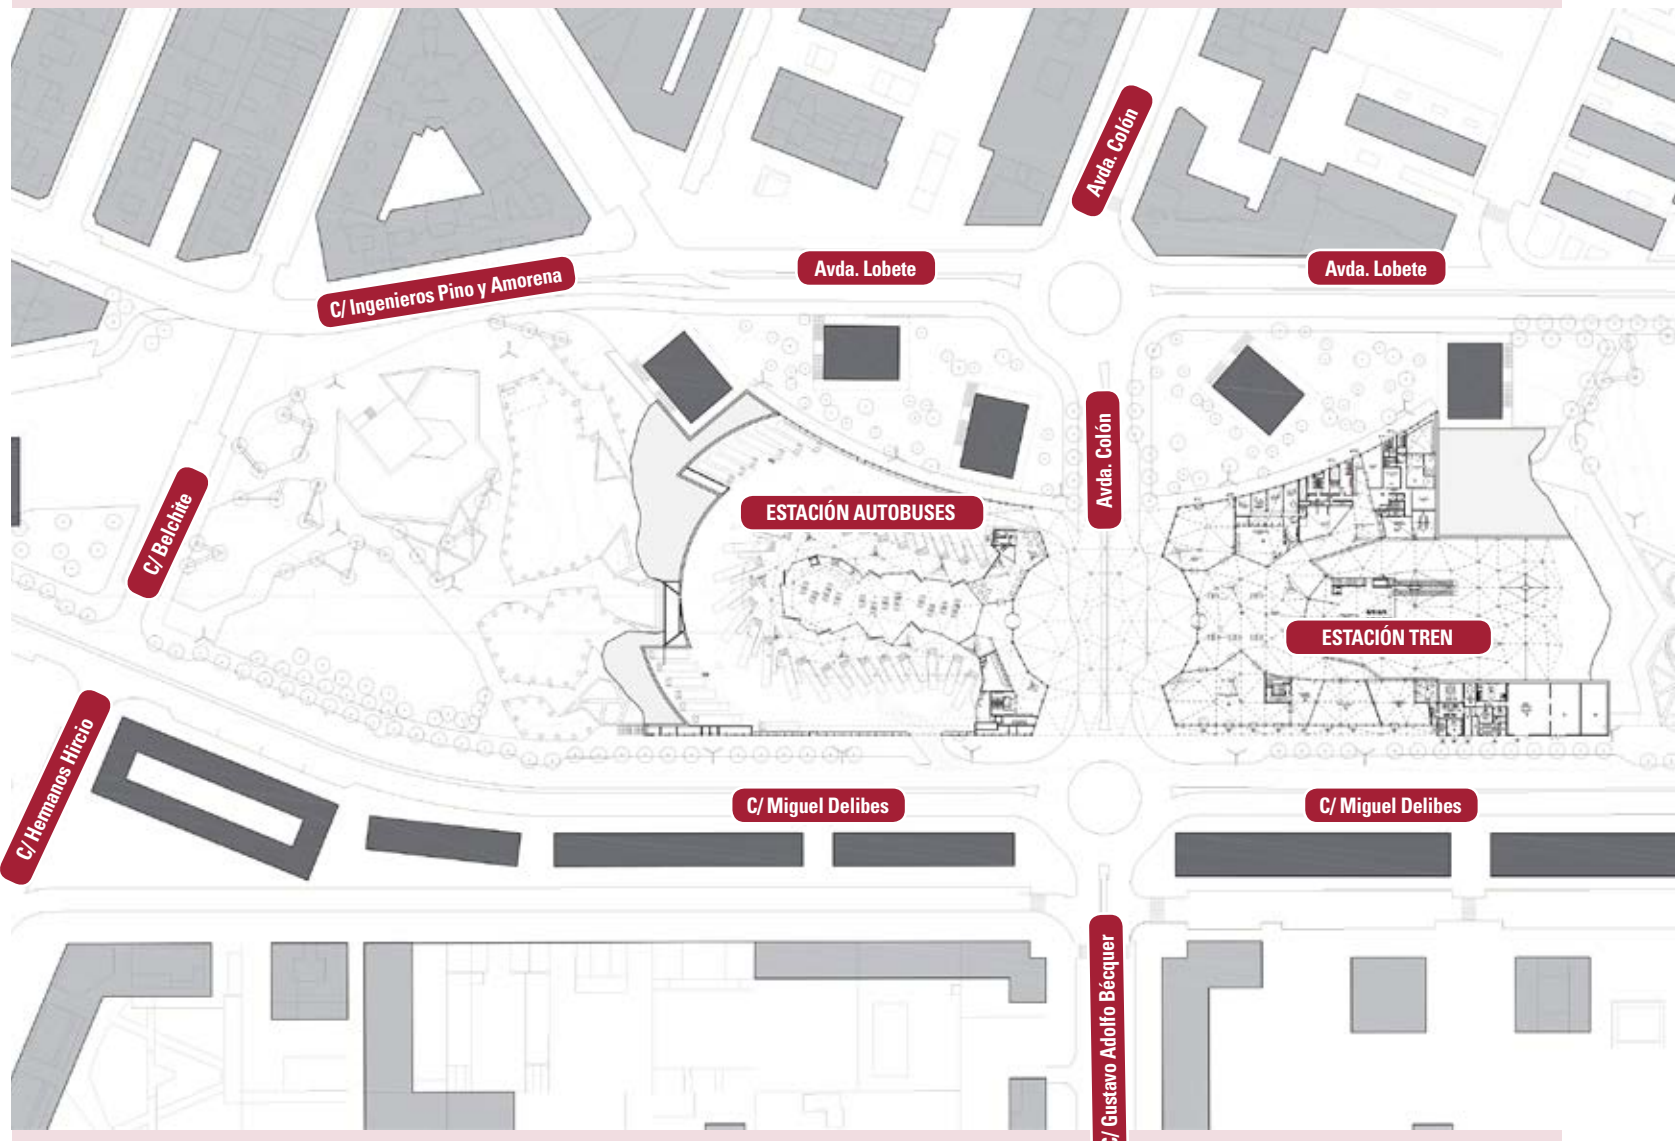 Avda. Colón
Avda. Lobete
Avda. Lobete
C/ Ingenieros Pino y Amorena
Avda. Colón
C/ Belchite
ESTACIÓN AUTOBUSES
ESTACIÓN TREN
C/ Hermanos Hircio
C/ Miguel Delibes
C/ Miguel Delibes
C/ Gustavo Adolfo Bécquer